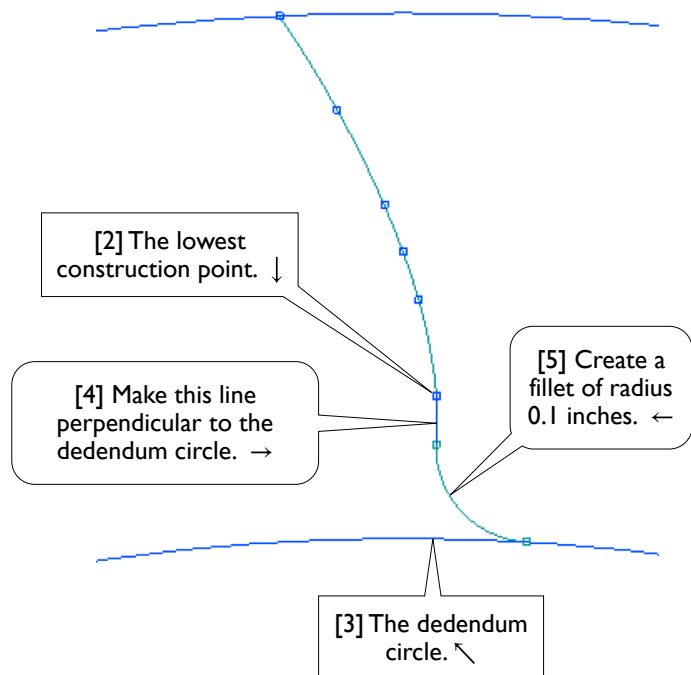 [2] The lowest
construction point. ↓
[4] Make this line
perpendicular to the
dedendum circle. →
[5] Create a
fillet of radius
0.1 inches. ←
[3] The dedendum
circle. ↖